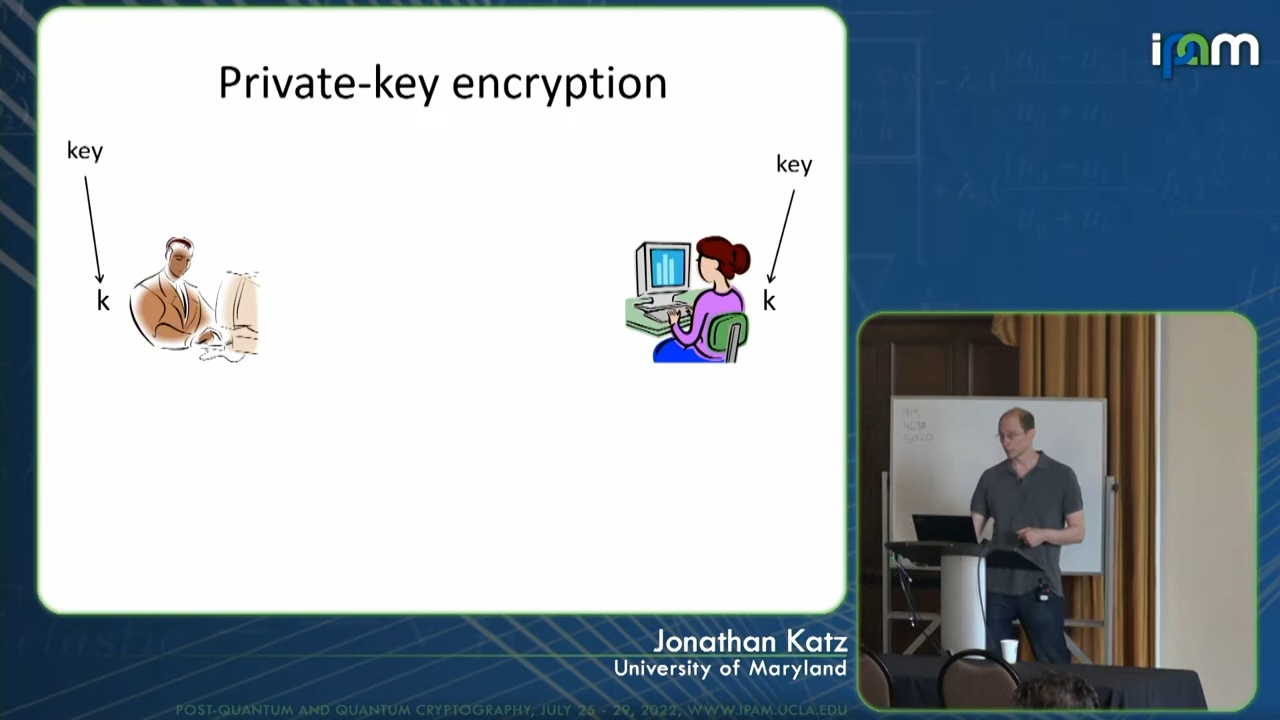 Private-key encryption
key
key
k
k
ipam
Jonathan Katz
University of Maryland
POST-QUANTUM AND QUANTUM CRYPTOGRAPHY, JULY 25 - 29, 2022, WWW.IPAM.UCLA.EDU